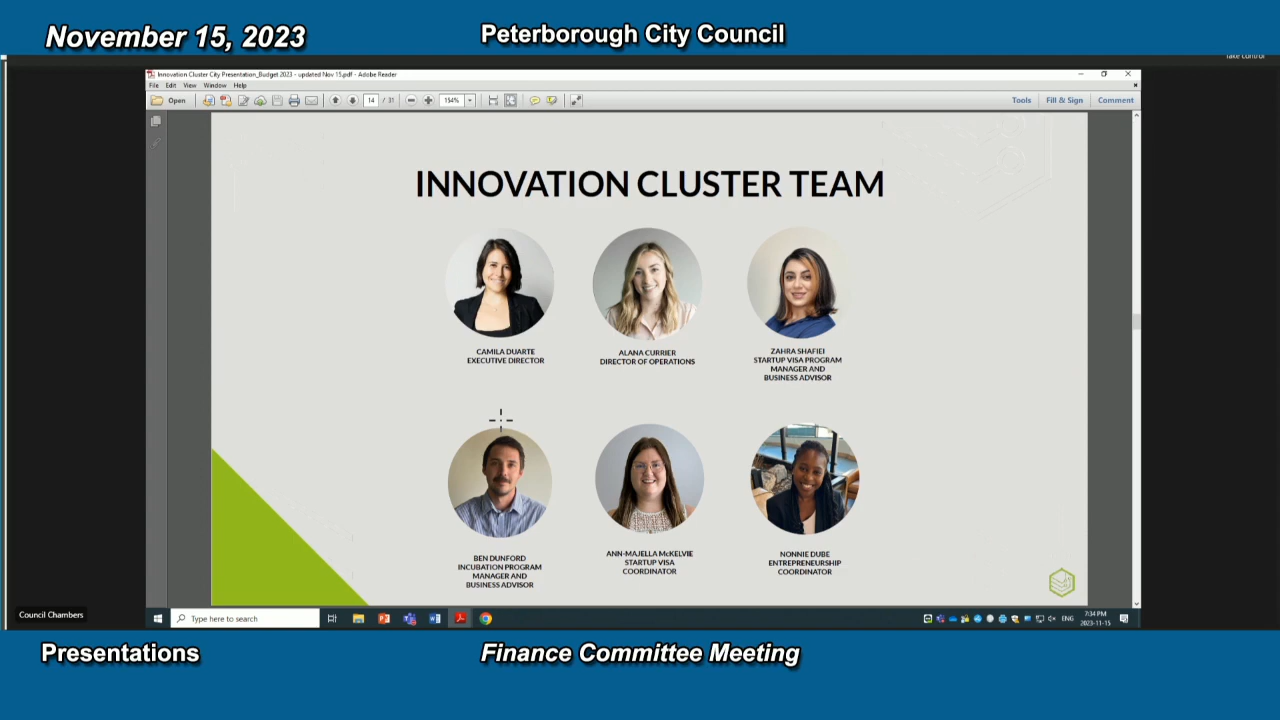 November 15, 2023
Peterborough City Council
Take Control
Innovation Cluster City Presentation_Budget 2023 - updated Nov 15.pdf - Adobe Reader
File Edit View Window Help
Open
14 / 31
154%
Tools Fill & Sign Comment
INNOVATION CLUSTER TEAM
CAMILA DUARTE
EXECUTIVE DIRECTOR
ALANA CURRIER
DIRECTOR OF OPERATIONS
ZAHRA SHAFIEI
STARTUP VISA PROGRAM
MANAGER AND
BUSINESS ADVISOR
BEN DUNFORD
INCUBATION PROGRAM
MANAGER AND
BUSINESS ADVISOR
ANN-MAJELLA McKELVIE
STARTUP VISA
COORDINATOR
NONNIE DUBE
ENTREPRENEURSHIP
COORDINATOR
Council Chambers
Type here to search
ENG
7:34 PM
2023-11-15
Presentations
Finance Committee Meeting